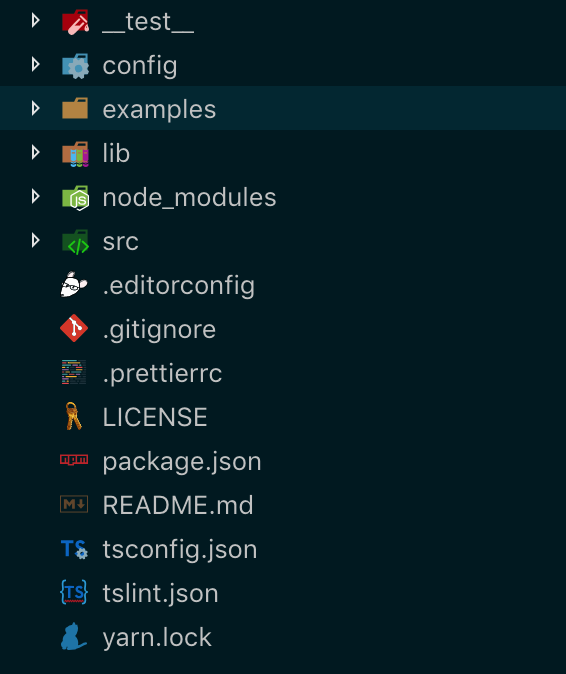 __test__
config
examples
lib
node_modules
src
.editorconfig
.gitignore
.prettierrc
LICENSE
package.json
README.md
tsconfig.json
tslint.json
yarn.lock